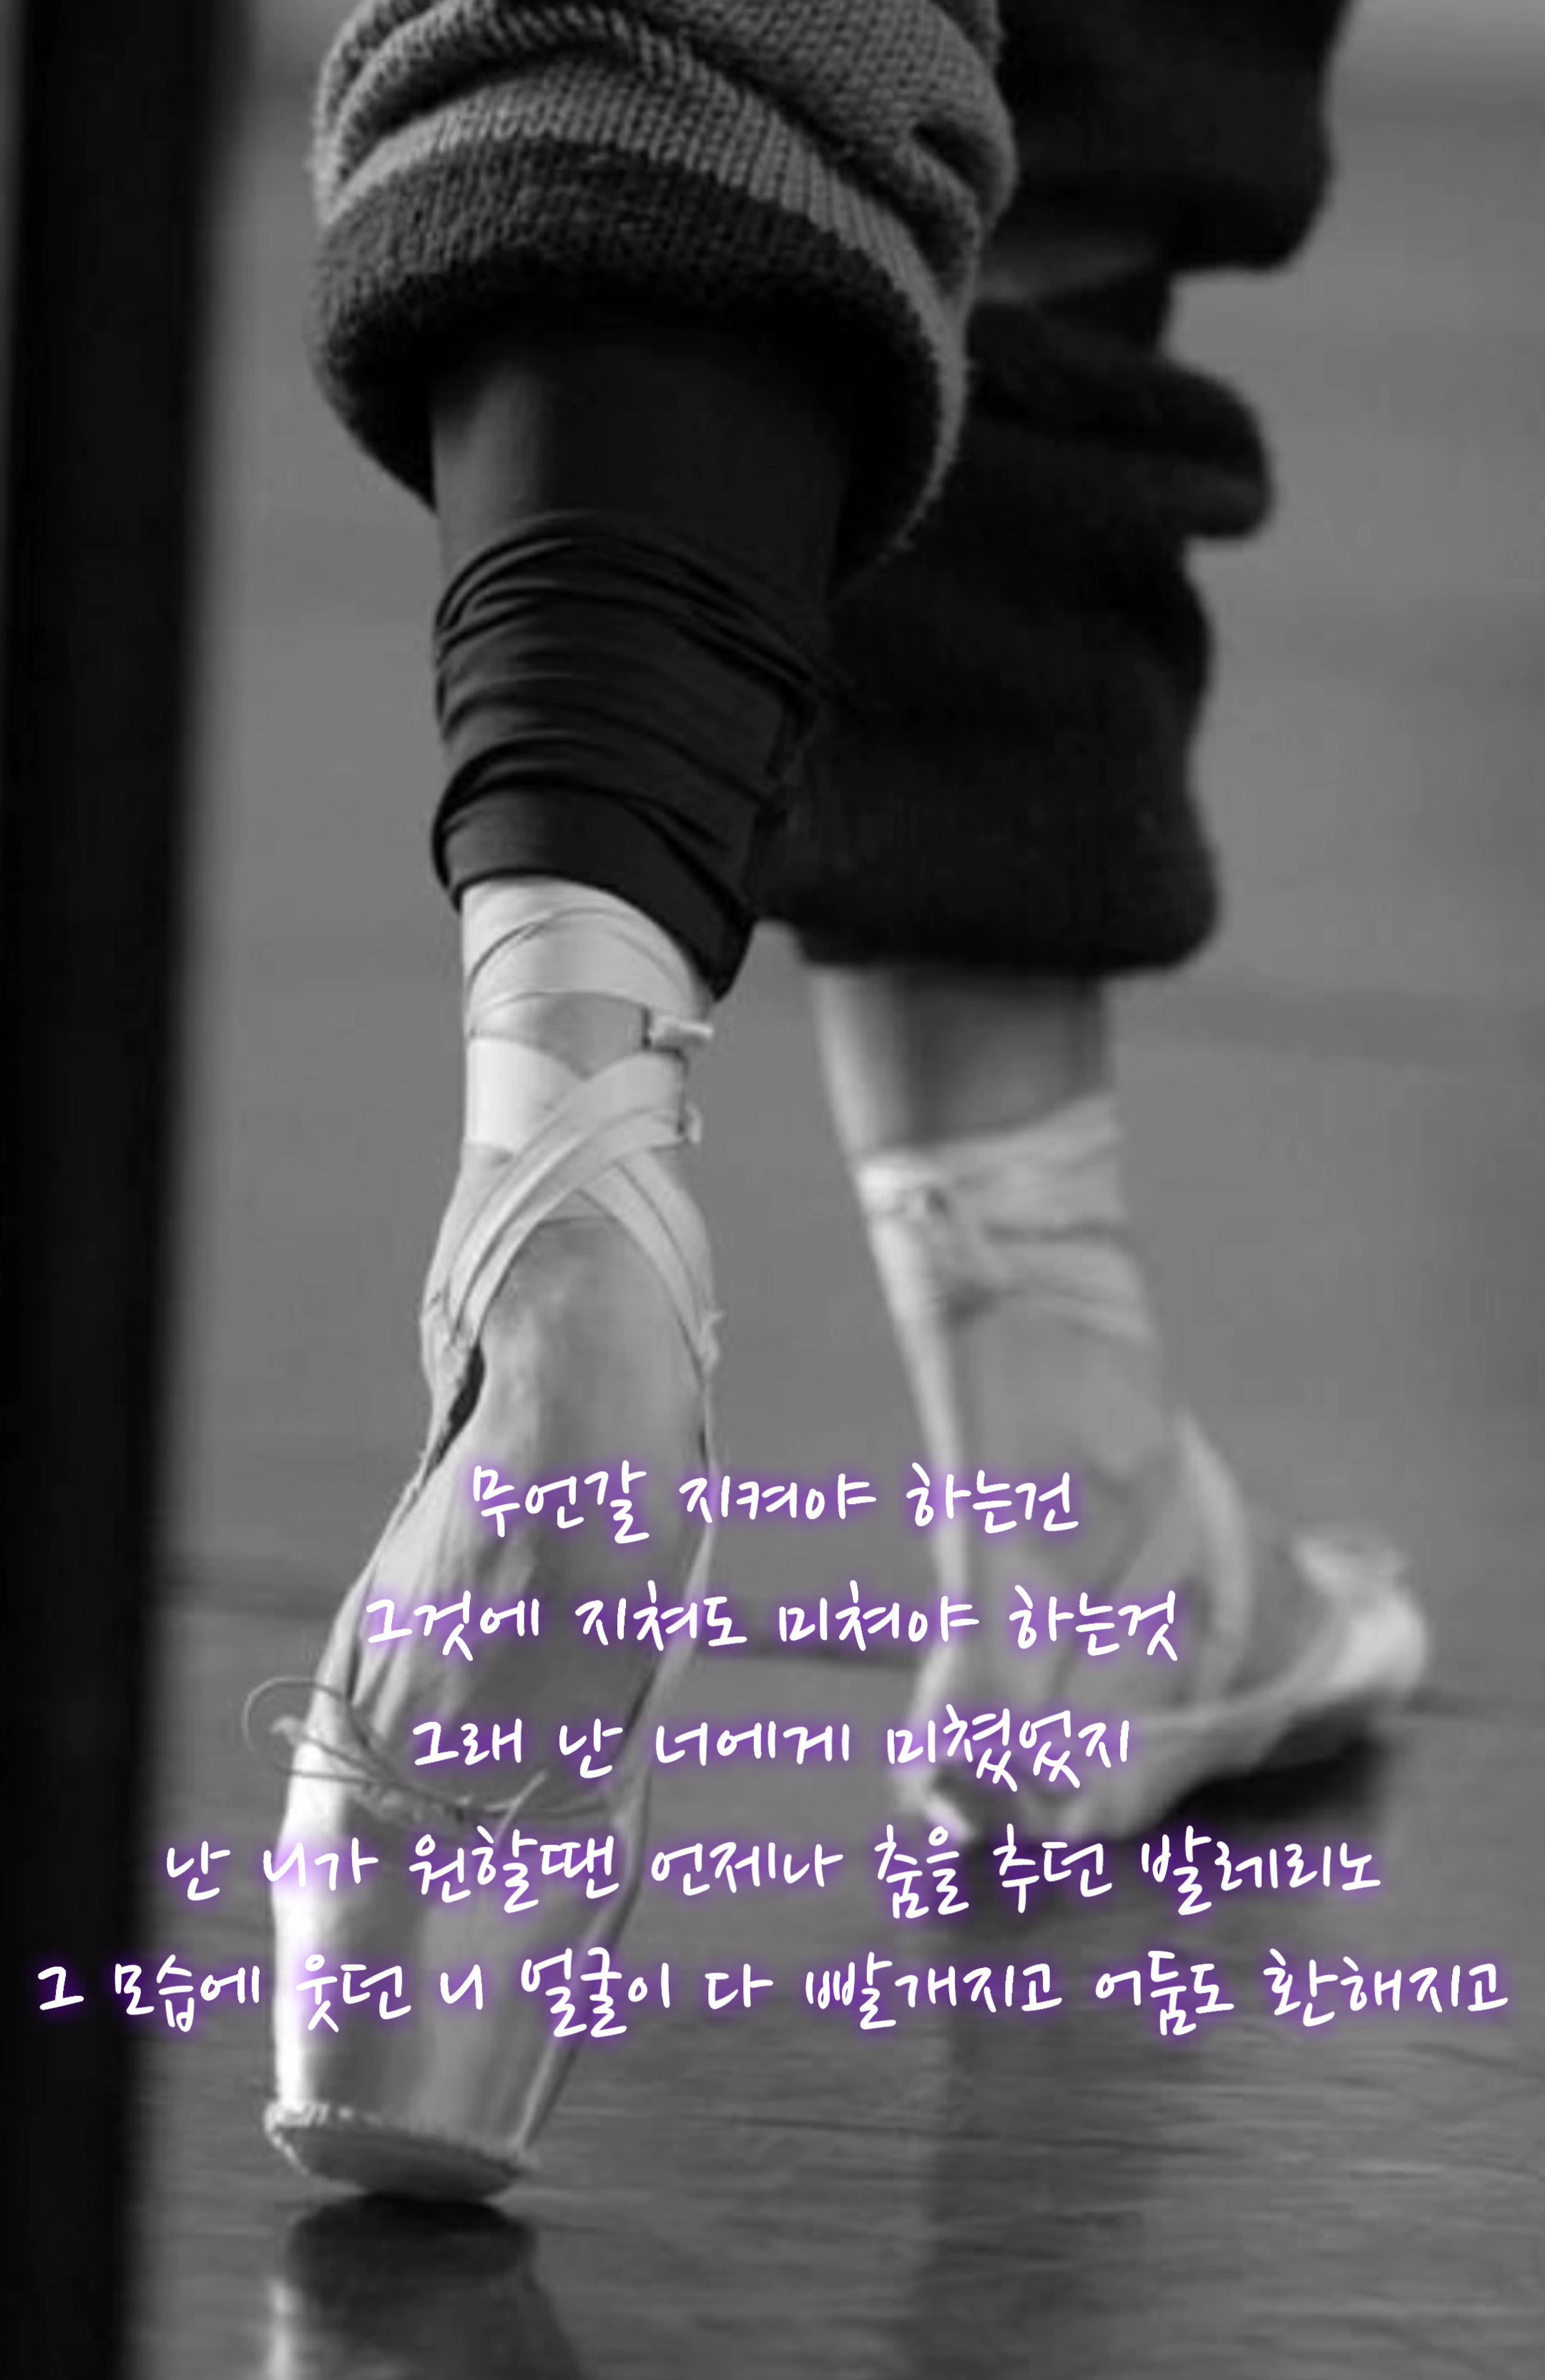 무언갈 지켜야 하는건
그것에 지쳐도 미쳐야 하는것
그래 난 너에게 미쳤었지
난 니가 원할땐 언제나 춤을 추던 발레리노
그 모습에 웃던 니 얼굴이 다 빨개지고 어둠도 환해지고